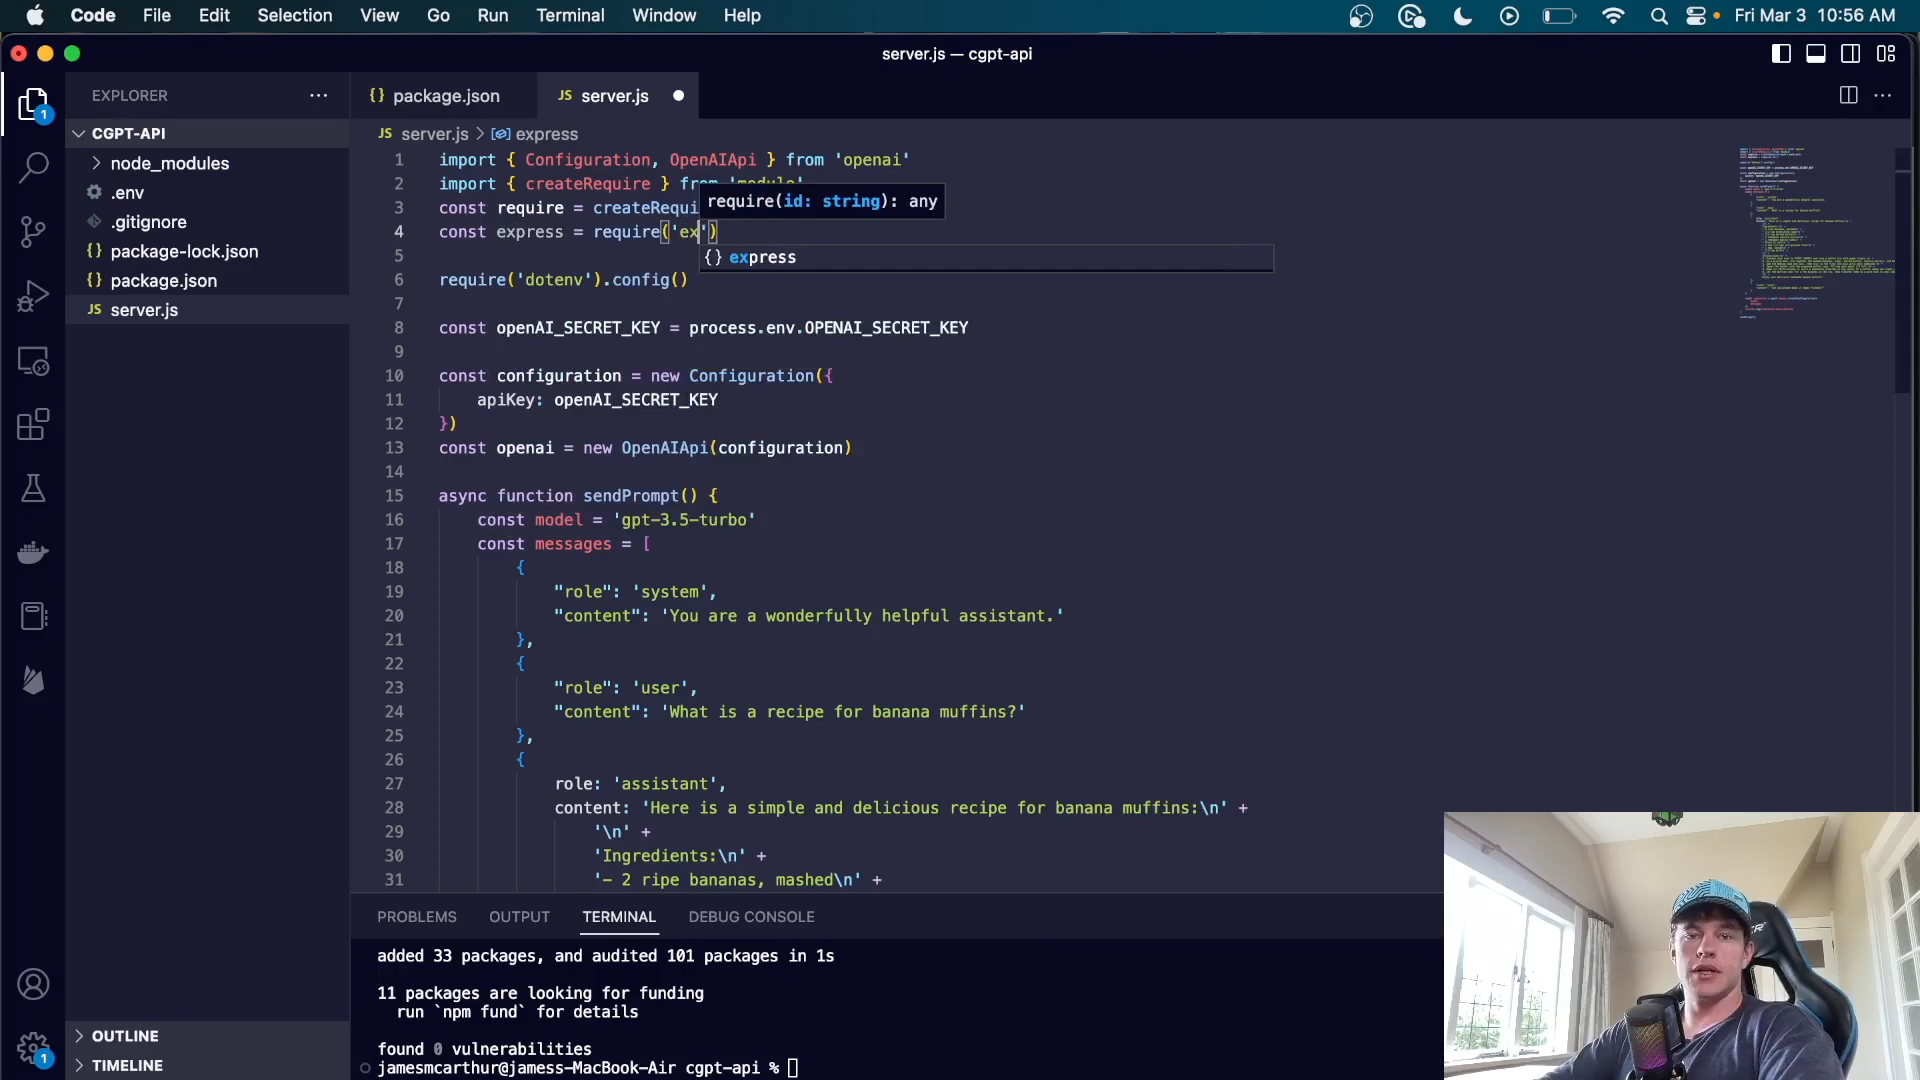 Code File Edit Selection View Go Run Terminal Window Help Fri Mar 3 10:56 AM
server.js — cgpt-api
EXPLORER
CGPT-API
node_modules
.env
.gitignore
package-lock.json
package.json
server.js
OUTLINE
TIMELINE
1
1
package.json JS server.js
JS server.js > express
1 import { Configuration, OpenAIApi } from 'openai'
2 import { createRequire } from 'module'
3 const require = createRequi
require(id: string): any
4 const express = require('ex')
{} express
5
6 require('dotenv').config()
7
8 const openAI_SECRET_KEY = process.env.OPENAI_SECRET_KEY
9
10 const configuration = new Configuration({
11 apiKey: openAI_SECRET_KEY
12 })
13 const openai = new OpenAIApi(configuration)
14
15 async function sendPrompt() {
16 const model = 'gpt-3.5-turbo'
17 const messages = [
18 {
19 "role": 'system',
20 "content": 'You are a wonderfully helpful assistant.'
21 },
22 {
23 "role": 'user',
24 "content": 'What is a recipe for banana muffins?'
25 },
26 {
27 role: 'assistant',
28 content: 'Here is a simple and delicious recipe for banana muffins:\n' +
29 '\n' +
30 'Ingredients:\n' +
31 '- 2 ripe bananas, mashed\n' +
PROBLEMS OUTPUT TERMINAL DEBUG CONSOLE
added 33 packages, and audited 101 packages in 1s
11 packages are looking for funding
run `npm fund` for details
found 0 vulnerabilities
jamesmcarthur@jamess-MacBook-Air cgpt-api %